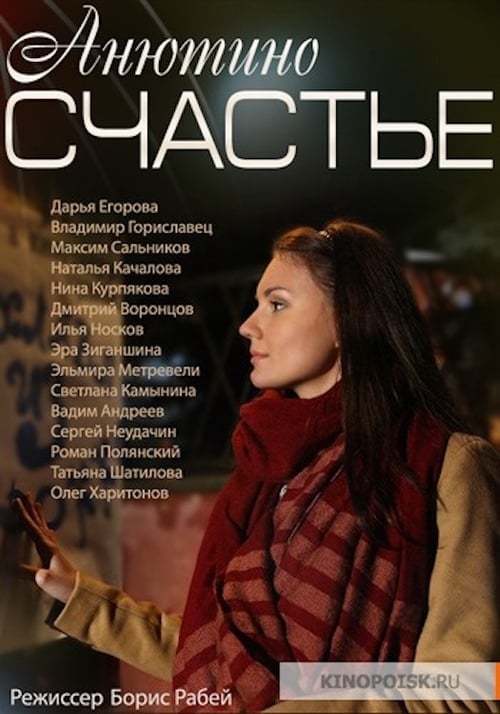 Анютино
СЧАСТЬЕ
Дарья Егорова
Владимир Гориславец
Максим Сальников
Наталья Качалова
Нина Курпякова
Дмитрий Воронцов
Илья Носков
Эра Зиганшина
Эльмира Метревели
Светлана Камынина
Вадим Андреев
Сергей Неудачин
Роман Полянский
Татьяна Шатилова
Олег Харитонов
KINOPOISK.RU
Режиссер Борис Рабей